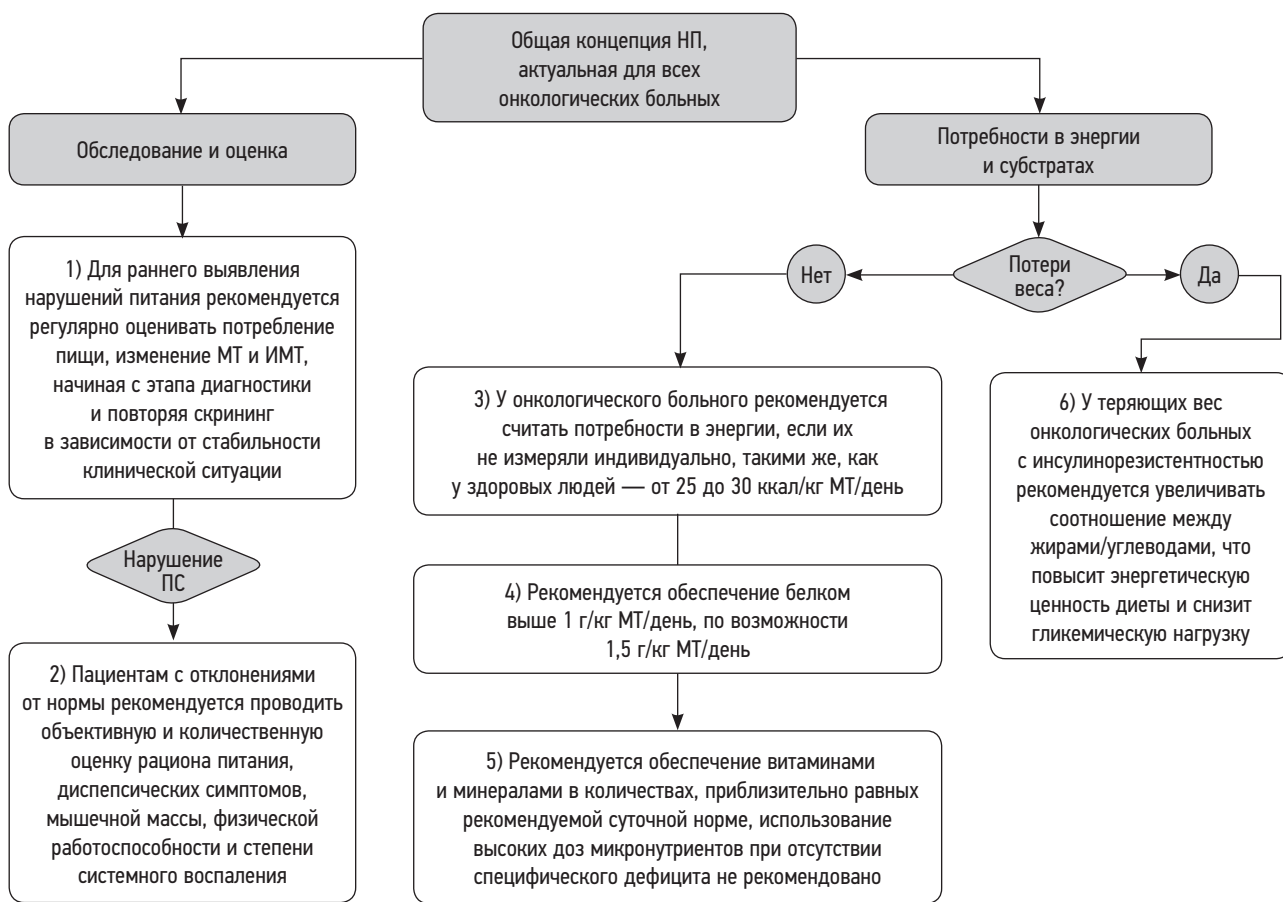 Общая концепция НП,
актуальная для всех
онкологических больных
Обследование и оценка
Потребности в энергии
и субстратах
1) Для раннего выявления
нарушений питания рекомендуется
регулярно оценивать потребление
пищи, изменение МТ и ИМТ,
начиная с этапа диагностики
и повторяя скрининг
в зависимости от стабильности
клинической ситуации
Нарушение
ПС
2) Пациентам с отклонениями
от нормы рекомендуется проводить
объективную и количественную
оценку рациона питания,
диспепсических симптомов,
мышечной массы, физической
работоспособности и степени
системного воспаления
Потери
веса?
Нет
Да
3) У онкологического больного рекомендуется
считать потребности в энергии, если их
не измеряли индивидуально, такими же, как
у здоровых людей — от 25 до 30 ккал/кг МТ/день
4) Рекомендуется обеспечение белком
выше 1 г/кг МТ/день, по возможности
1,5 г/кг МТ/день
5) Рекомендуется обеспечение витаминами
и минералами в количествах, приблизительно равных
рекомендуемой суточной норме, использование
высоких доз микронутриентов при отсутствии
специфического дефицита не рекомендовано
6) У теряющих вес
онкологических больных
с инсулинорезистентностью
рекомендуется увеличивать
соотношение между
жирами/углеводами, что
повысит энергетическую
ценность диеты и снизит
гликемическую нагрузку